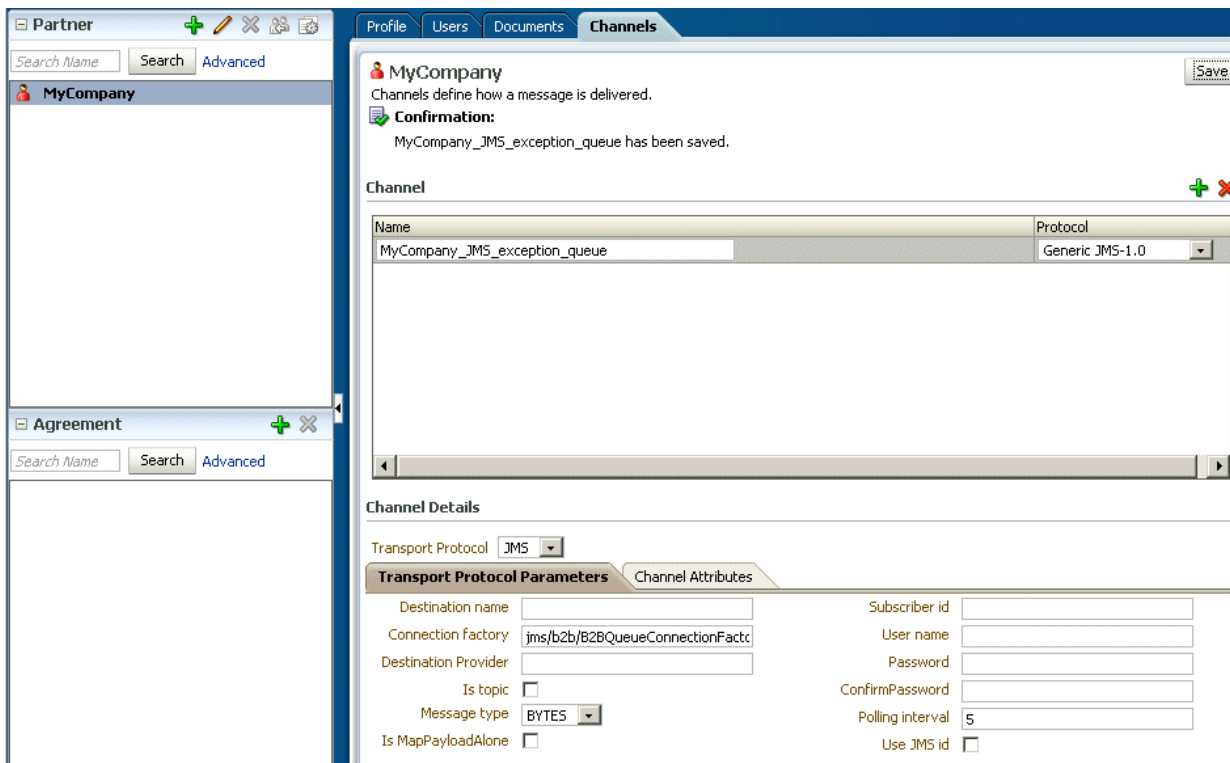 Partner
Search Name Search Advanced
MyCompany
Agreement
Search Name Search Advanced
Profile Users Documents Channels
MyCompany
Save
Channels define how a message is delivered.
Confirmation:
MyCompany_JMS_exception_queue has been saved.
Channel
Name Protocol
MyCompany_JMS_exception_queue Generic JMS-1.0
Channel Details
Transport Protocol JMS
Transport Protocol Parameters Channel Attributes
Destination name
Connection factory jms/b2b/B2BQueueConnectionFacto
Destination Provider
Is topic
Message type BYTES
Is MapPayloadAlone
Subscriber id
User name
Password
ConfirmPassword
Polling interval 5
Use JMS id